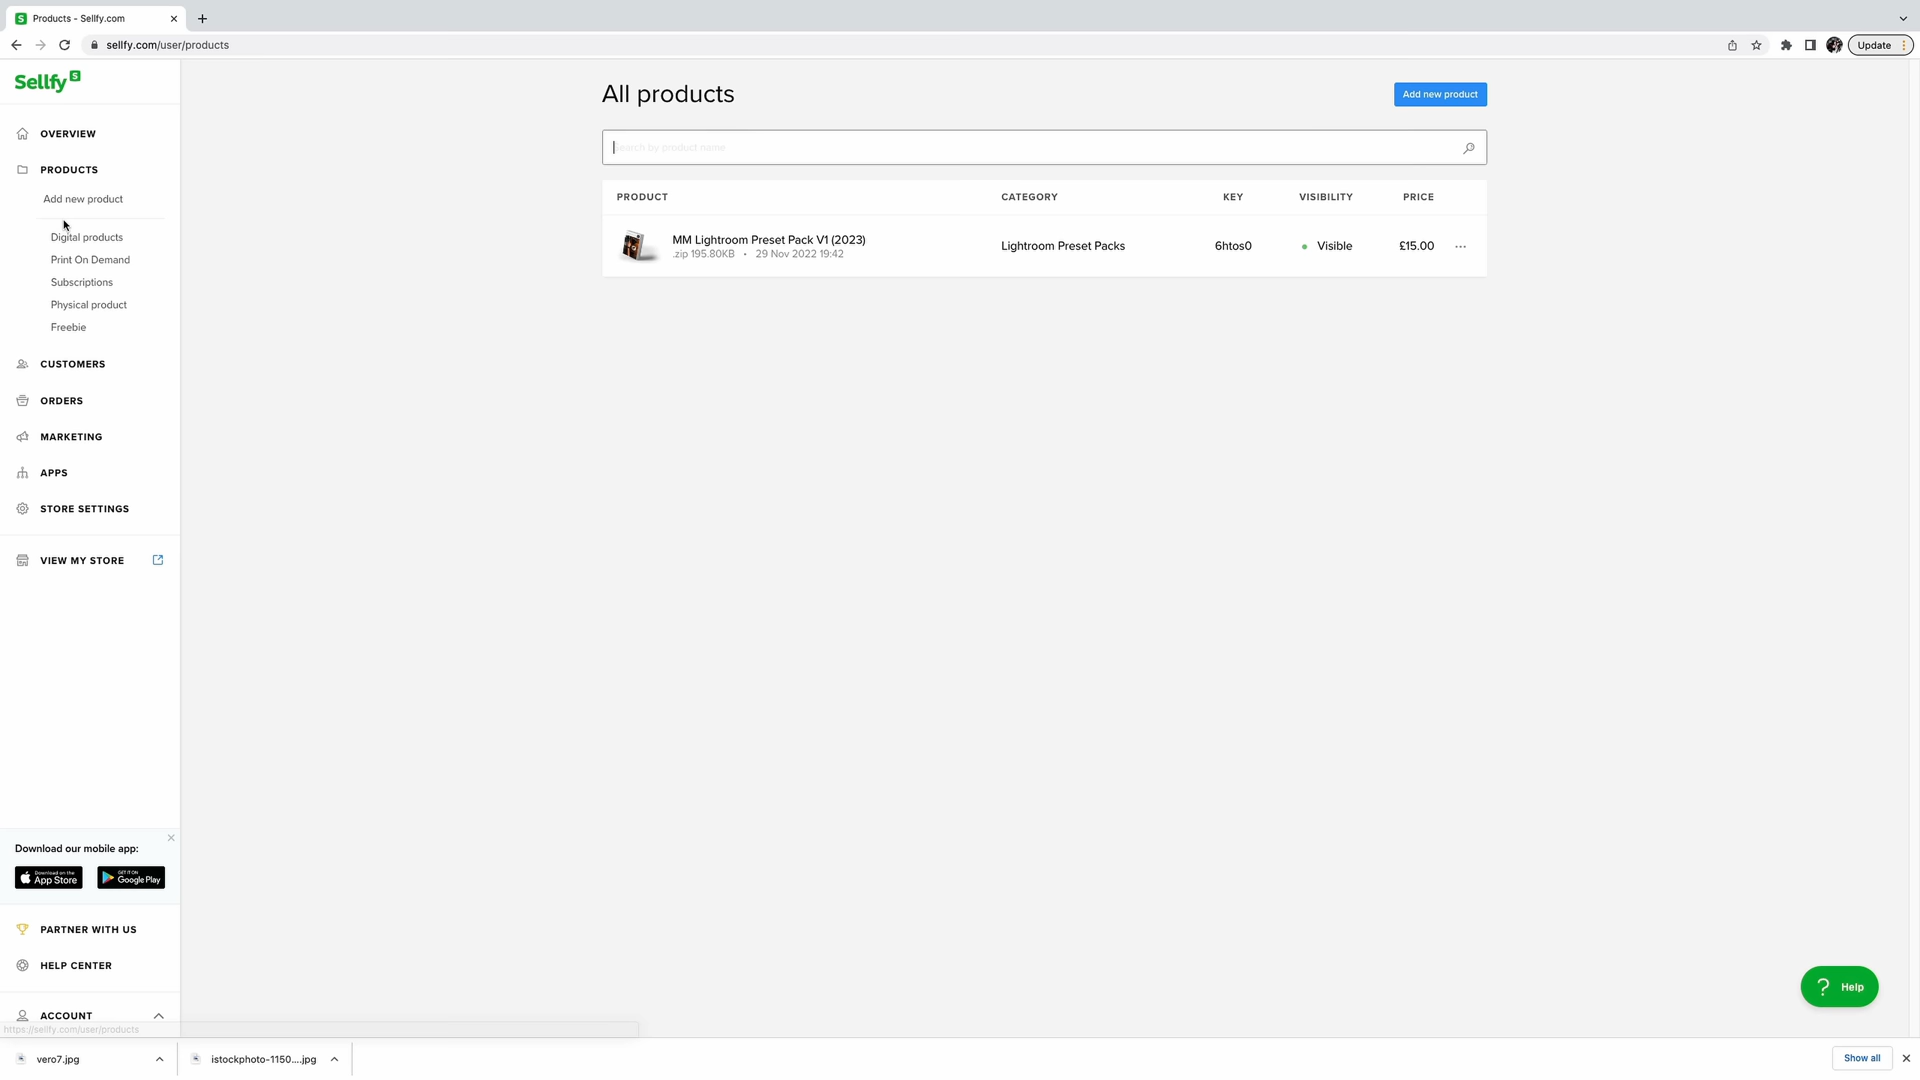 Products - Sellfy.com
sellfy.com/user/products
Update
Sellfy S
All products
Add new product
Search by product name
OVERVIEW
PRODUCTS
Add new product
Digital products
Print On Demand
Subscriptions
Physical product
Freebie
CUSTOMERS
ORDERS
MARKETING
APPS
STORE SETTINGS
VIEW MY STORE
PRODUCT CATEGORY KEY VISIBILITY PRICE
MM Lightroom Preset Pack V1 (2023) Lightroom Preset Packs 6htos0 Visible £15.00
.zip 195.80KB • 29 Nov 2022 19:42
Download our mobile app:
Download on the App Store
GET IT ON Google Play
PARTNER WITH US
HELP CENTER
ACCOUNT
https://sellfy.com/user/products
? Help
vero7.jpg
istockphoto-1150....jpg
Show all